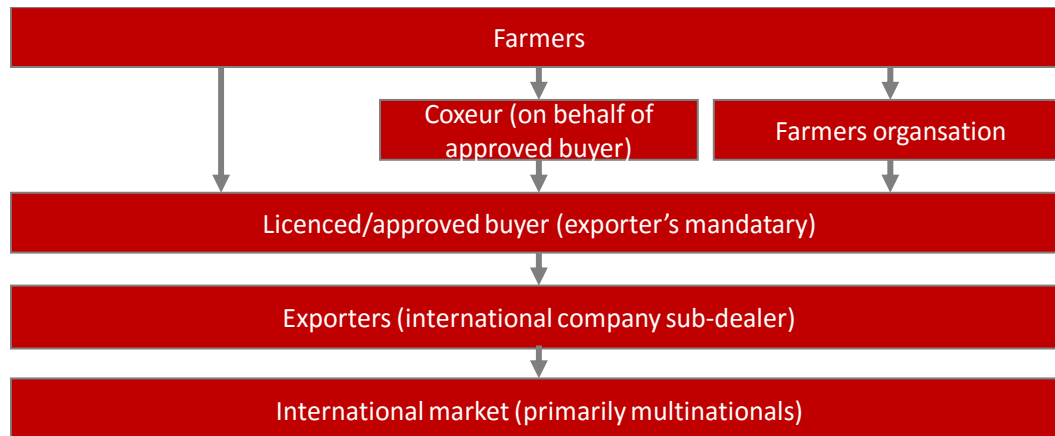 Farmers
Coxeur (on behalf of
approved buyer)
Farmers organsation
Licenced/approved buyer (exporter’s mandatary)
Exporters (international company sub-dealer)
International market (primarily multinationals)